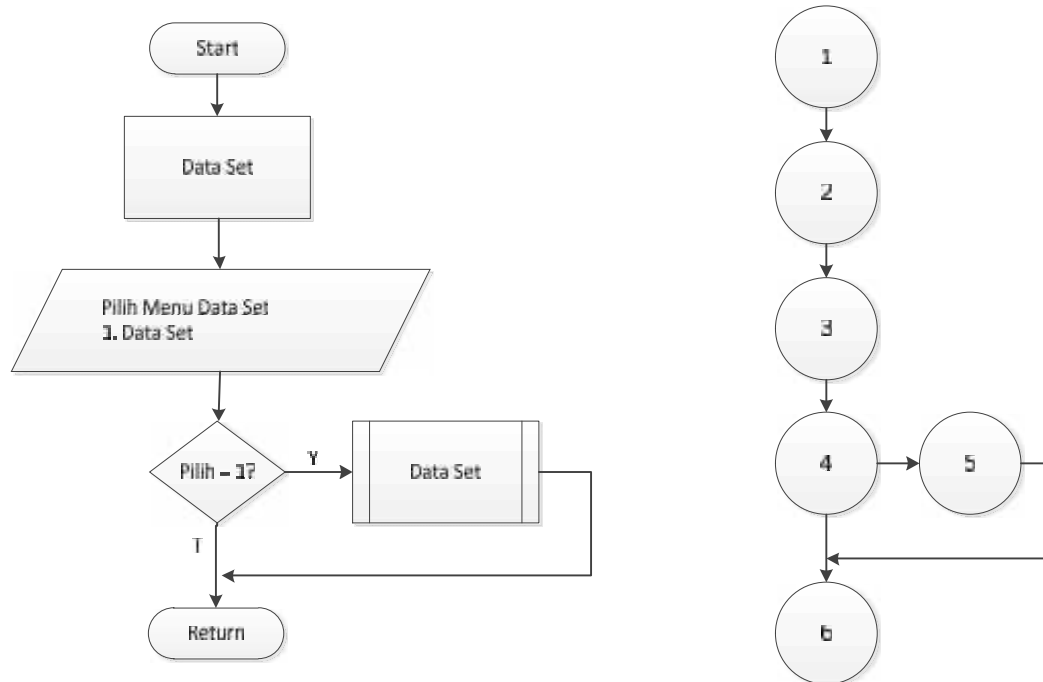 Start
Data Set
Pilih Menu Data Set
1. Data Set
Pilih = 1?
Y
Data Set
T
Return
1
2
3
4
5
6